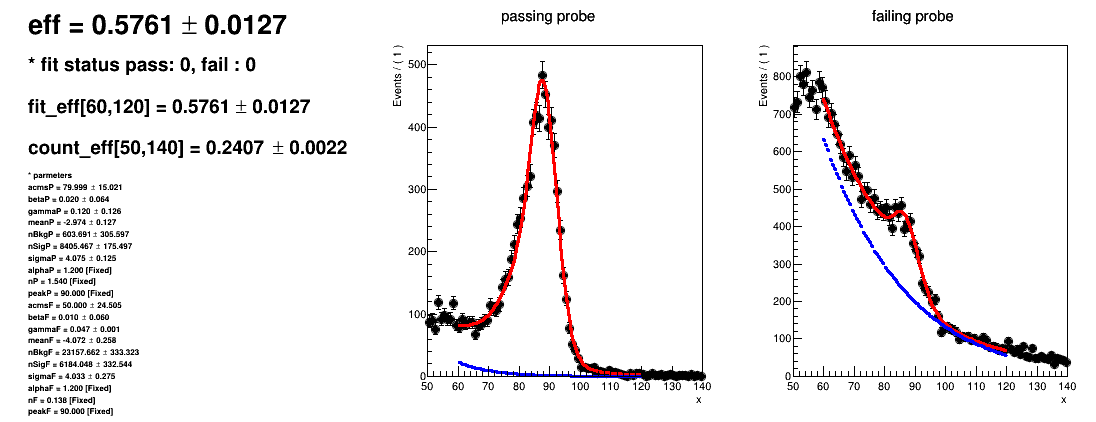 eff = 0.5761 ± 0.0127
* fit status pass: 0, fail : 0
fit_eff[60,120] = 0.5761 ± 0.0127
count_eff[50,140] = 0.2407 ± 0.0022
* parmeters
acmsP = 79.999 ± 15.021
betaP = 0.020 ± 0.064
gammaP = 0.120 ± 0.126
meanP = -2.974 ± 0.127
nBkgP = 603.691 ± 305.597
nSigP = 8405.467 ± 175.497
sigmaP = 4.075 ± 0.125
alphaP = 1.200 [Fixed]
nP = 1.540 [Fixed]
peakP = 90.000 [Fixed]
acmsF = 50.000 ± 24.505
betaF = 0.010 ± 0.060
gammaF = 0.047 ± 0.001
meanF = -4.072 ± 0.258
nBkgF = 23157.662 ± 333.323
nSigF = 6184.048 ± 332.544
sigmaF = 4.033 ± 0.275
alphaF = 1.200 [Fixed]
nF = 0.138 [Fixed]
peakF = 90.000 [Fixed]
passing probe
Events / ( 1 )
500
400
300
200
100
0
50 60 70 80 90 100 110 120 130 140
x
failing probe
Events / ( 1 )
800
700
600
500
400
300
200
100
0
50 60 70 80 90 100 110 120 130 140
x